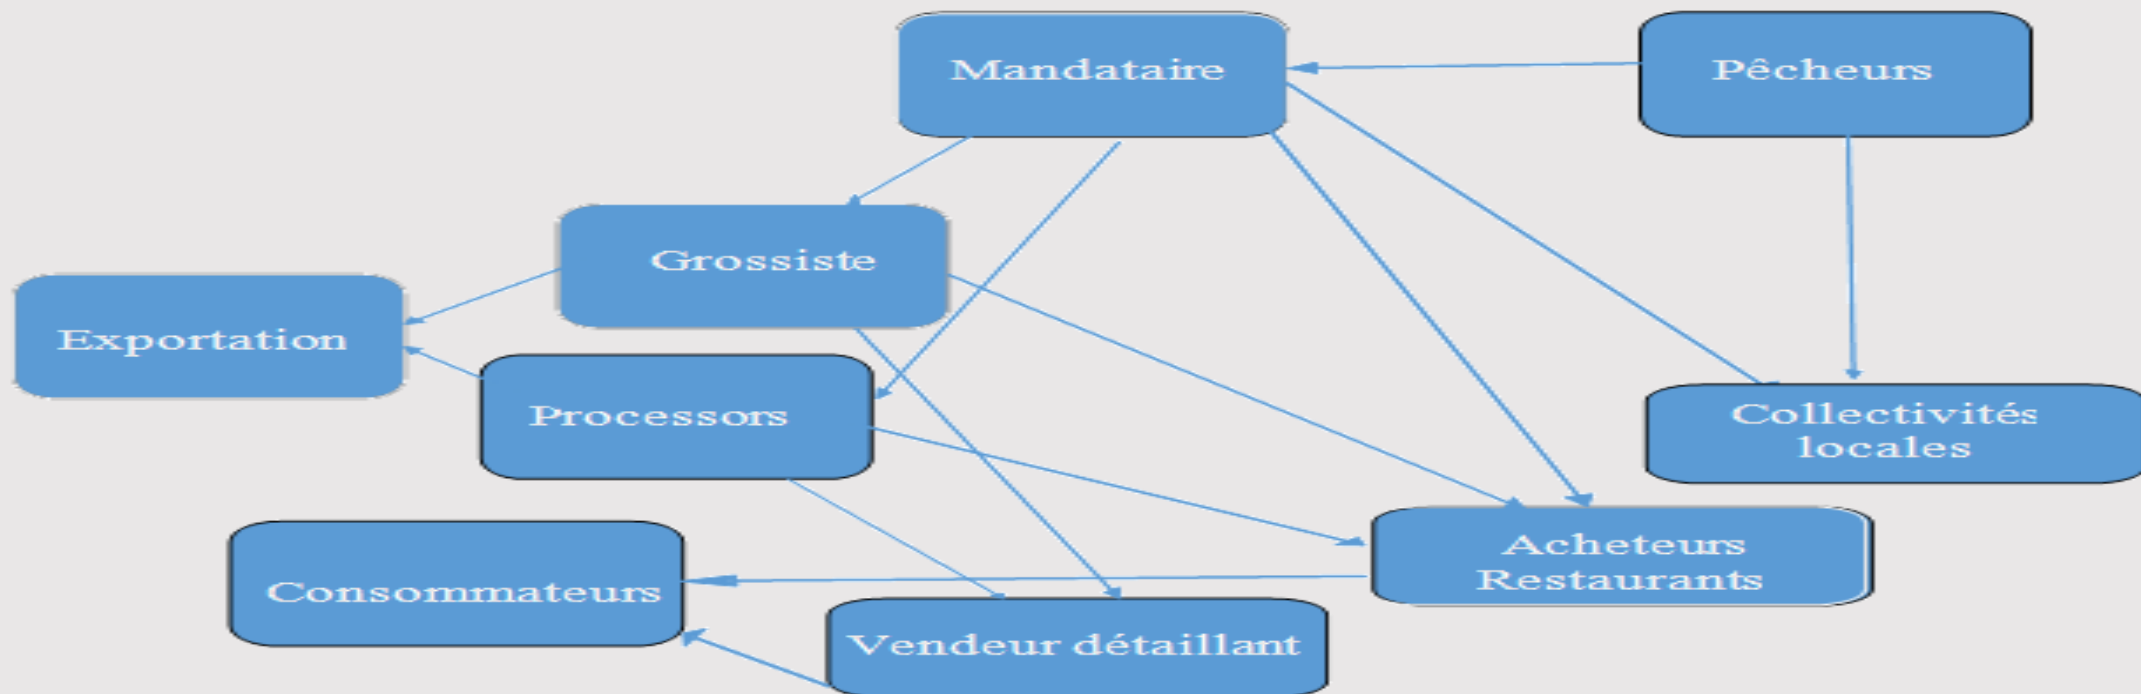 Mandataire
Pêcheurs
Grossiste
Exportation
Processors
Collectivités
locales
Acheteurs
Restaurants
Consommateurs
Vendeur détaillant